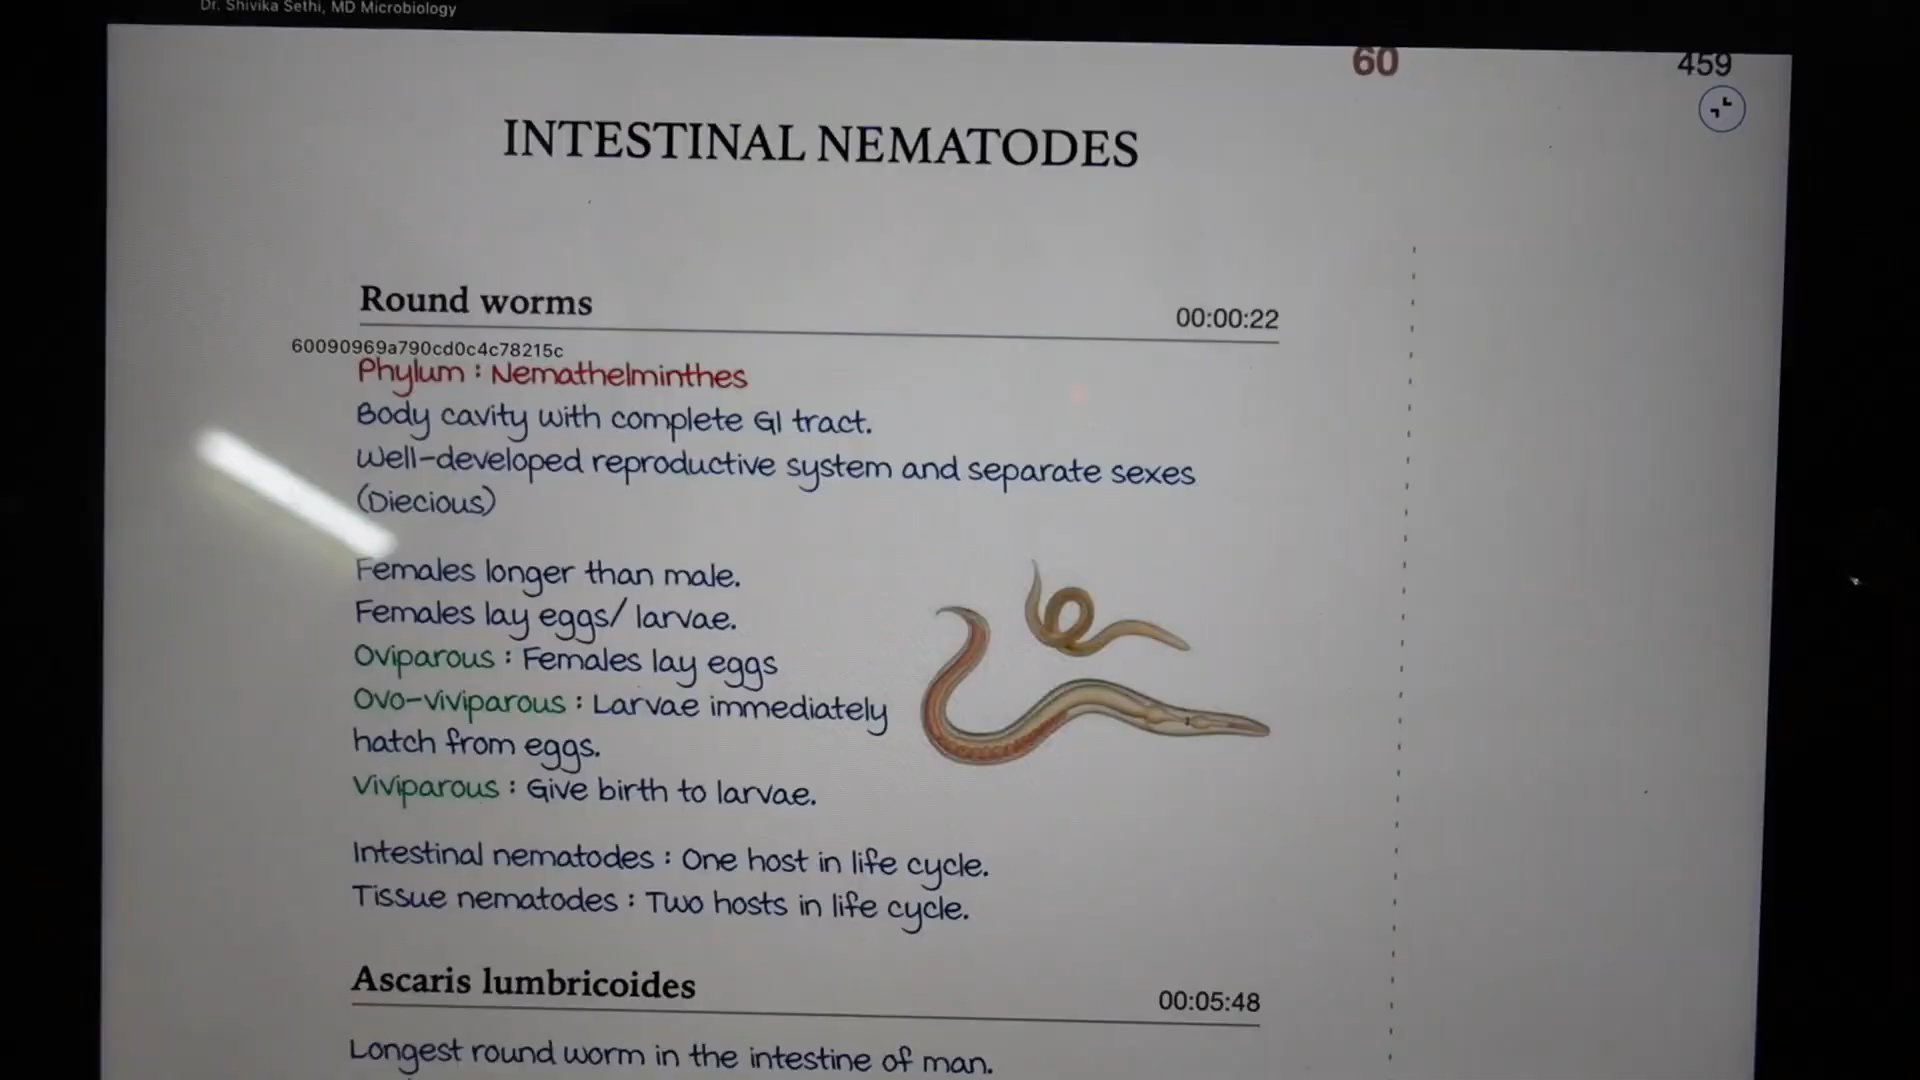 Dr. Shivika Sethi, MD Microbiology
60
459
INTESTINAL NEMATODES
Round worms 00:00:22
60090969a790cd0c4c78215c
Phylum : Nemathelminthes
Body cavity with complete GI tract.
Well-developed reproductive system and separate sexes
(Diecious)
Females longer than male.
Females lay eggs/ larvae.
Oviparous : Females lay eggs
Ovo-viviparous : Larvae immediately
hatch from eggs.
Viviparous : Give birth to larvae.
Intestinal nematodes : One host in life cycle.
Tissue nematodes : Two hosts in life cycle.
Ascaris lumbricoides 00:05:48
Longest round worm in the intestine of man.